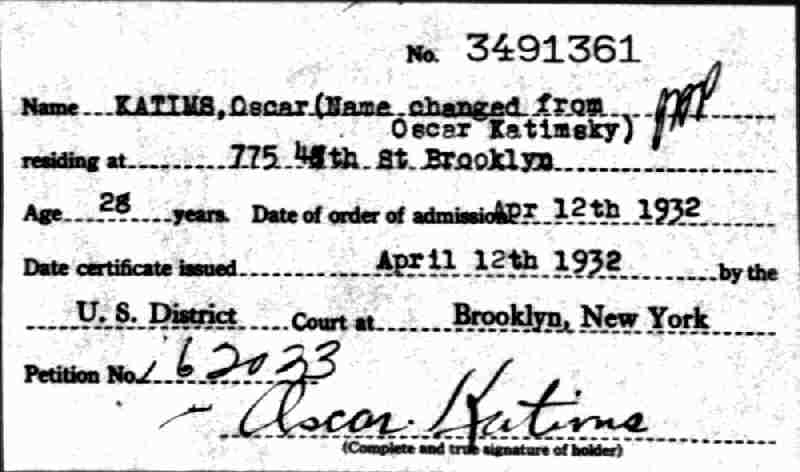 No. 3491361
Name KATIMS, Oscar (Name changed from
Oscar Katimsky)
residing at 775 4th St Brooklyn
Age 28 years. Date of order of admission Apr 12th 1932
Date certificate issued April 12th 1932 by the
U. S. District Court at Brooklyn, New York
Petition No. 162033
Oscar Katims
(Complete and true signature of holder)